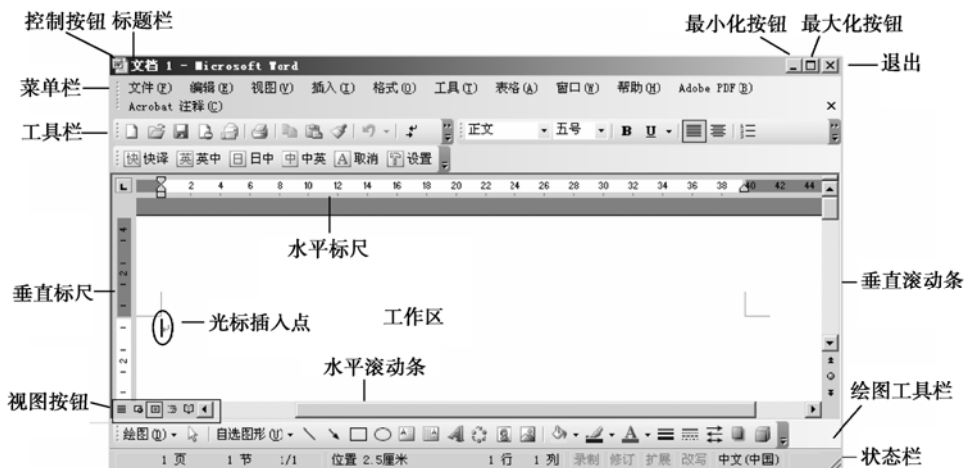 控制按钮 标题栏 最小化按钮 最大化按钮
文档 1 - Microsoft Word 退出
菜单栏 文件(F) 编辑(E) 视图(V) 插入(I) 格式(O) 工具(T) 表格(A) 窗口(W) 帮助(H) Adobe PDF(B)
Acrobat 注释(C)
工具栏 正文 五号 B U
快 快译 英 英中 日 日中 中 中英 A 取消 设置
2 4 6 8 10 12 14 16 18 20 22 24 26 28 30 32 34 36 38 40 42 44
水平标尺
垂直标尺 垂直滚动条
光标插入点 工作区
水平滚动条
视图按钮 绘图工具栏
绘图(D) 自选图形(U) A
1 页 1 节 1/1 位置 2.5厘米 1 行 1 列 录制 修订 扩展 改写 中文(中国) 状态栏